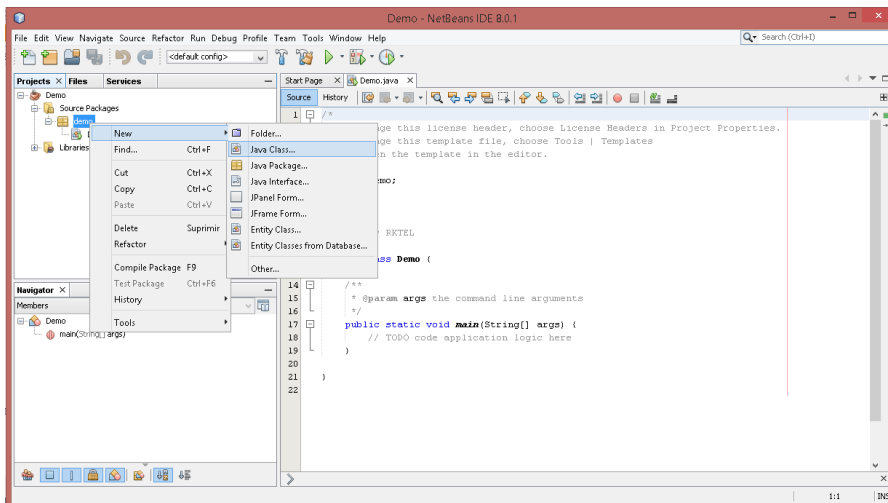 Demo - NetBeans IDE 8.0.1
File Edit View Navigate Source Refactor Run Debug Profile Team Tools Window Help
Search (Ctrl+I)
<default config>
Projects Files Services
Start Page Demo.java
Demo
Source Packages
demo
Libraries
Source History
New
Find... Ctrl+F
Cut Ctrl+X
Copy Ctrl+C
Paste Ctrl+V
Delete Suprimir
Refactor
Compile Package F9
Test Package Ctrl+F6
History
Tools
Folder...
Java Class...
Java Package...
Java Interface...
JPanel Form...
JFrame Form...
Entity Class...
Entity Classes from Database...
Other...
1 /*
ge this license header, choose License Headers in Project Properties.
ge this template file, choose Tools | Templates
n the template in the editor.
mo;
RKTEL
ss Demo {
14 /**
15 * @param args the command line arguments
16 */
17 public static void main(String[] args) {
18 // TODO code application logic here
19 }
20
21 }
22
Navigator
Members
Demo
main(String[] args)
1:1 INS